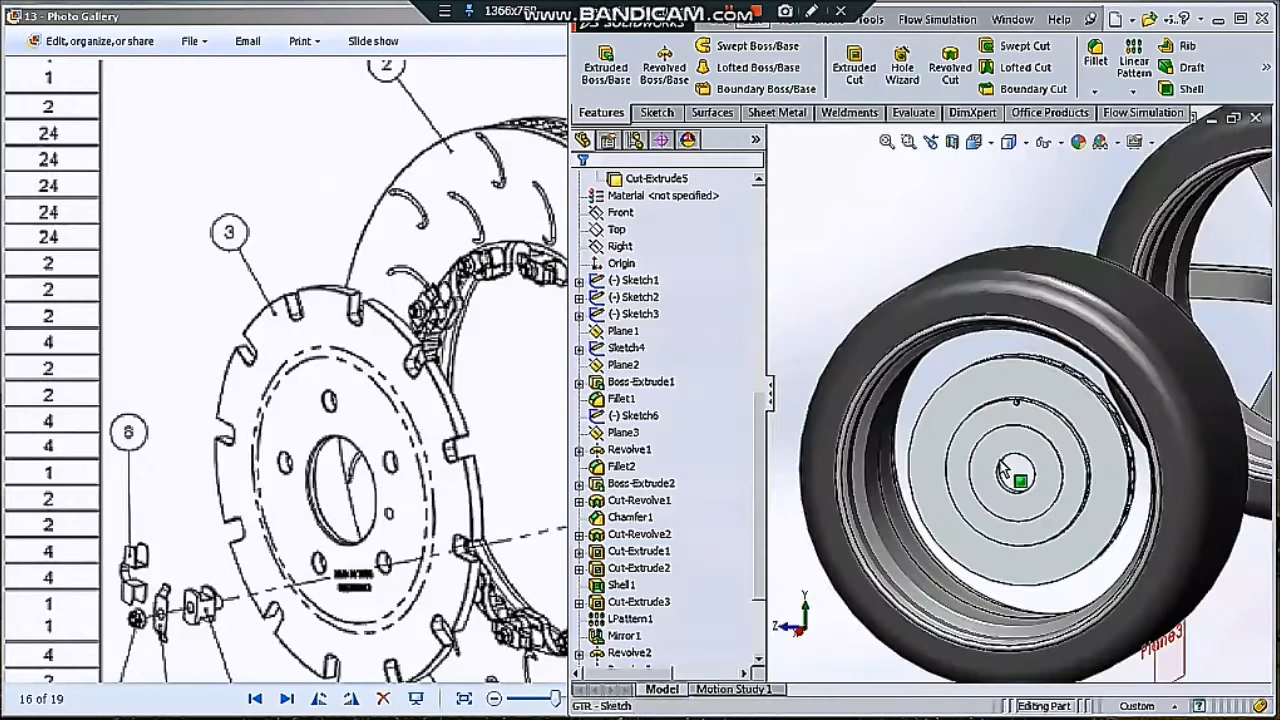 13 - Photo Gallery
1366x768
www.BANDICAM.com
SOLIDWORKS
Tools
Flow Simulation
Window
Help
Edit, organize, or share
File
Email
Print
Slide show
Extruded Boss/Base
Revolved Boss/Base
Swept Boss/Base
Lofted Boss/Base
Boundary Boss/Base
Extruded Cut
Hole Wizard
Revolved Cut
Swept Cut
Lofted Cut
Boundary Cut
Fillet
Linear Pattern
Rib
Draft
Shell
Features
Sketch
Surfaces
Sheet Metal
Weldments
Evaluate
DimXpert
Office Products
Flow Simulation
1
2
24
24
24
24
24
2
2
2
4
2
2
4
4
1
2
2
4
4
1
1
4
2
3
8
Cut-Extrude5
Material <not specified>
Front
Top
Right
Origin
(-) Sketch1
(-) Sketch2
(-) Sketch3
Plane1
Sketch4
Plane2
Boss-Extrude1
Fillet1
(-) Sketch6
Plane3
Revolve1
Fillet2
Boss-Extrude2
Cut-Revolve1
Chamfer1
Cut-Revolve2
Cut-Extrude1
Cut-Extrude2
Shell1
Cut-Extrude3
LPattern1
Mirror1
Revolve2
Y
Z
Plane3
16 of 19
Model
Motion Study 1
GTR - Sketch
Editing Part
Custom